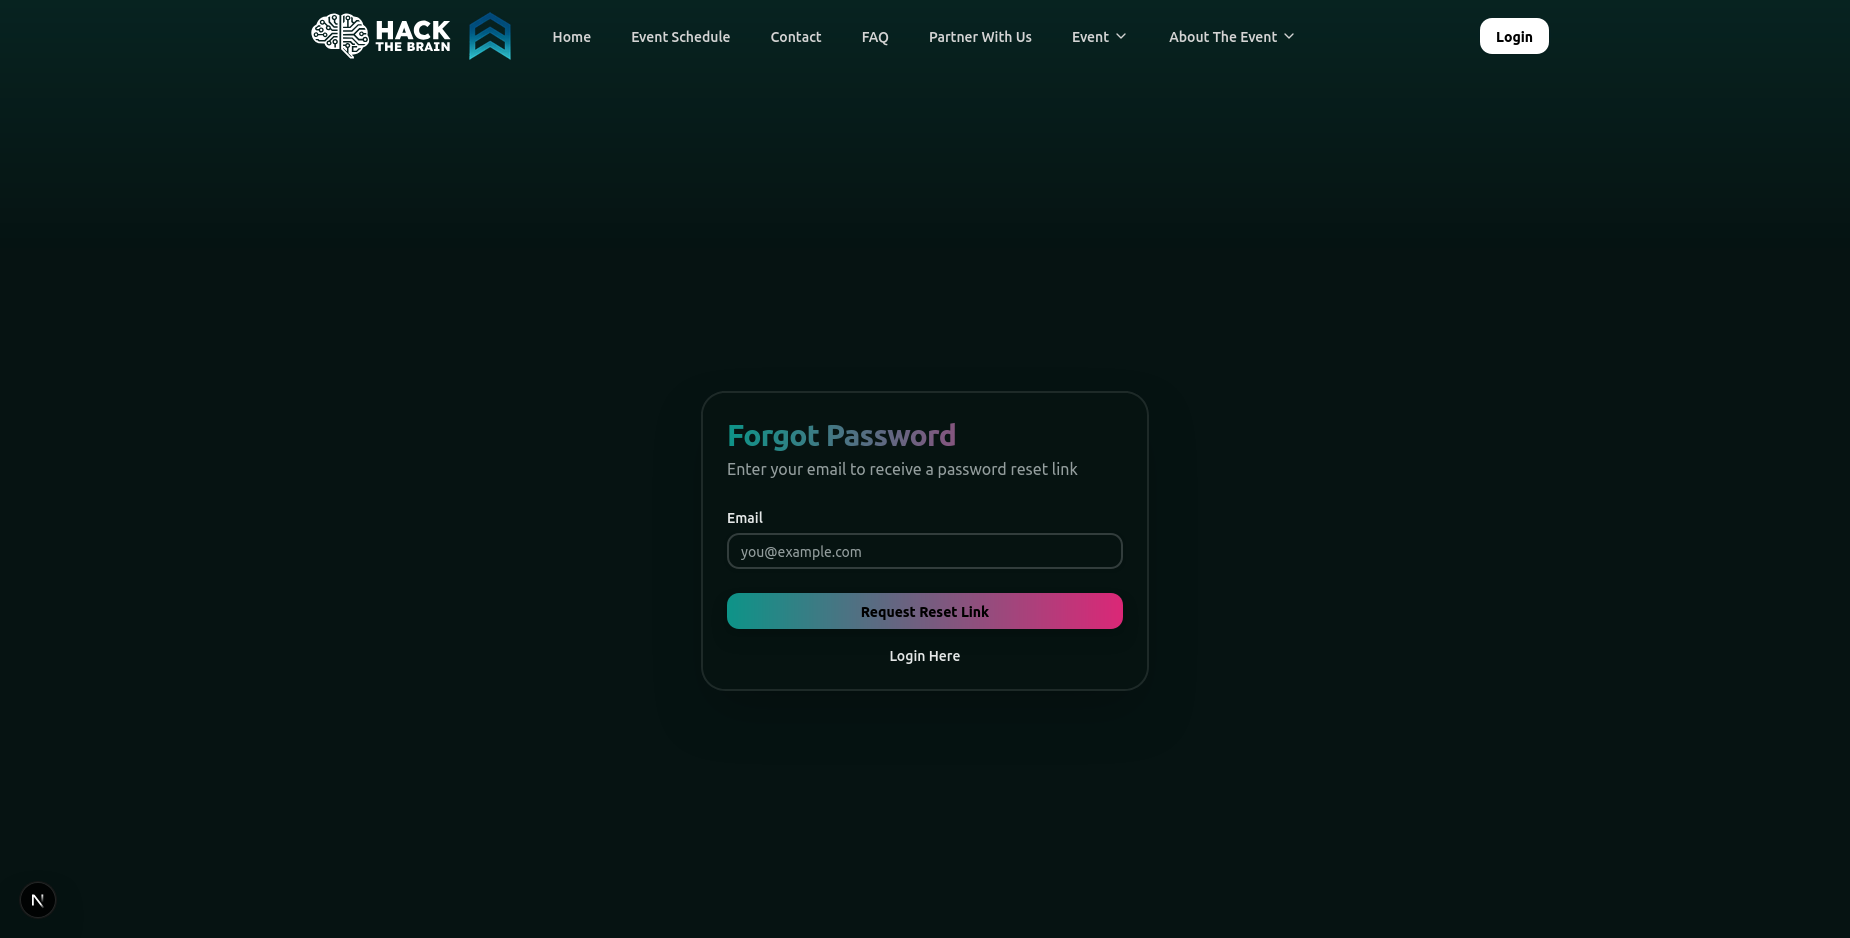 HACK
THE BRAIN
Home
Event Schedule
Contact
FAQ
Partner With Us
Event
About The Event
Login
Forgot Password
Enter your email to receive a password reset link
Email
you@example.com
Request Reset Link
Login Here
N